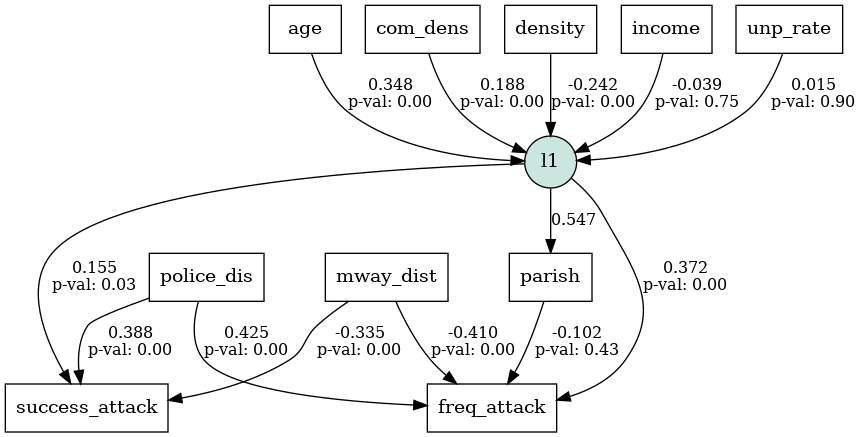 age
com_dens
density
income
unp_rate
0.348
p-val: 0.00
0.188
p-val: 0.00
-0.242
p-val: 0.00
-0.039
p-val: 0.75
0.015
p-val: 0.90
l1
0.547
0.155
p-val: 0.03
police_dis
mway_dist
parish
0.372
p-val: 0.00
0.388
p-val: 0.00
0.425
p-val: 0.00
-0.335
p-val: 0.00
-0.410
p-val: 0.00
-0.102
p-val: 0.43
success_attack
freq_attack